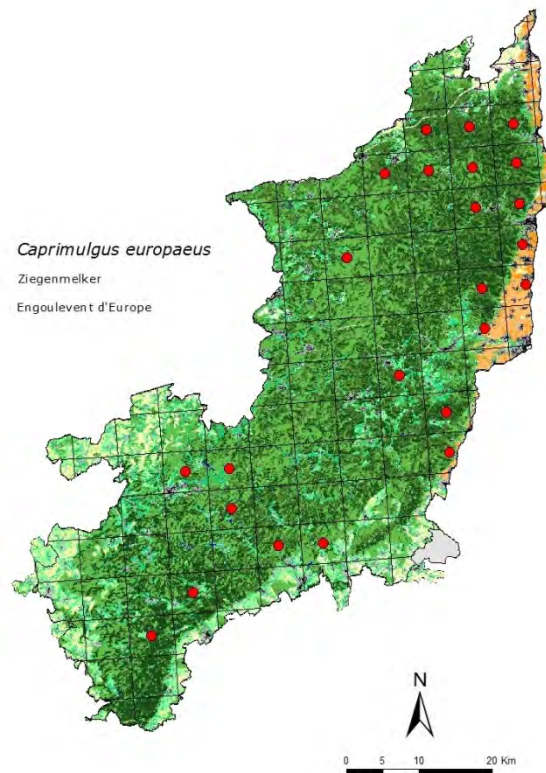 Caprimulgus europaeus
Ziegenmelker
Engoulevent d'Europe
N
0 5 10 20 Km